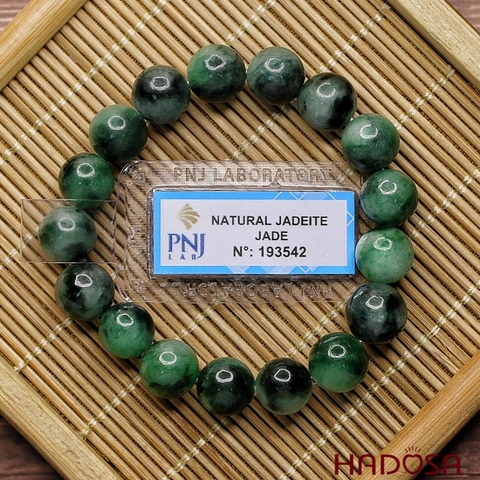 PNJ LABORATORY
PNJ
LAB
NATURAL JADEITE
JADE
N°: 193542
HADOSA